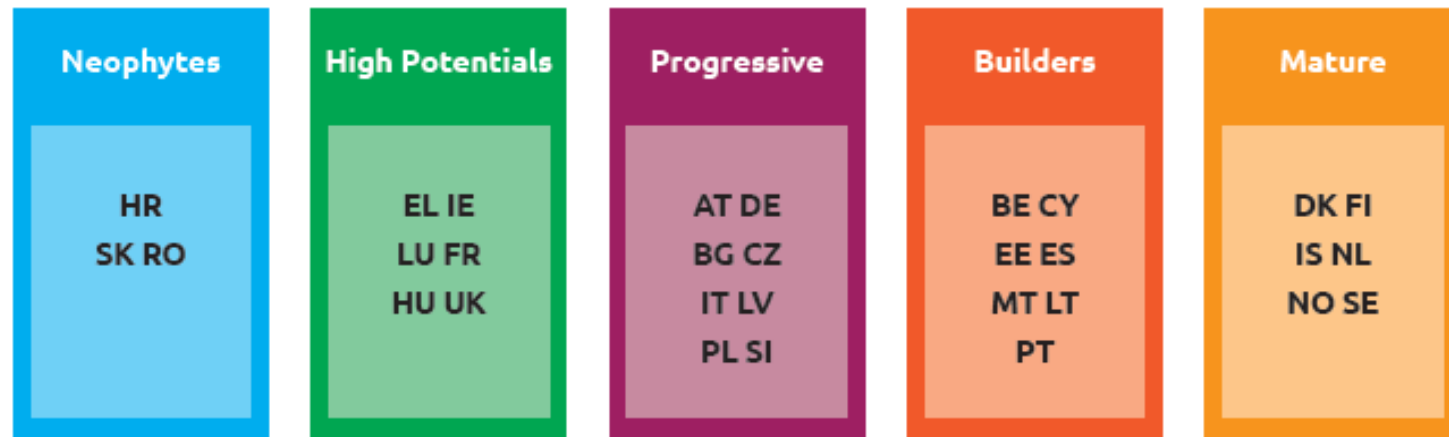 Neophytes
HR
SK RO
High Potentials
EL IE
LU FR
HU UK
Progressive
AT DE
BG CZ
IT LV
PL SI
Builders
BE CY
EE ES
MT LT
PT
Mature
DK FI
IS NL
NO SE